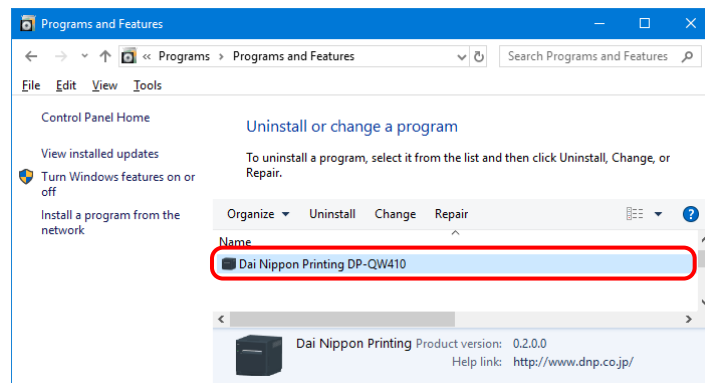 Programs and Features
« Programs > Programs and Features
Search Programs and Features
File Edit View Tools
Control Panel Home
View installed updates
Turn Windows features on or
off
Install a program from the
network
Uninstall or change a program
To uninstall a program, select it from the list and then click Uninstall, Change, or
Repair.
Organize Uninstall Change Repair
Name
Dai Nippon Printing DP-QW410
Dai Nippon Printing Product version: 0.2.0.0
Help link: http://www.dnp.co.jp/